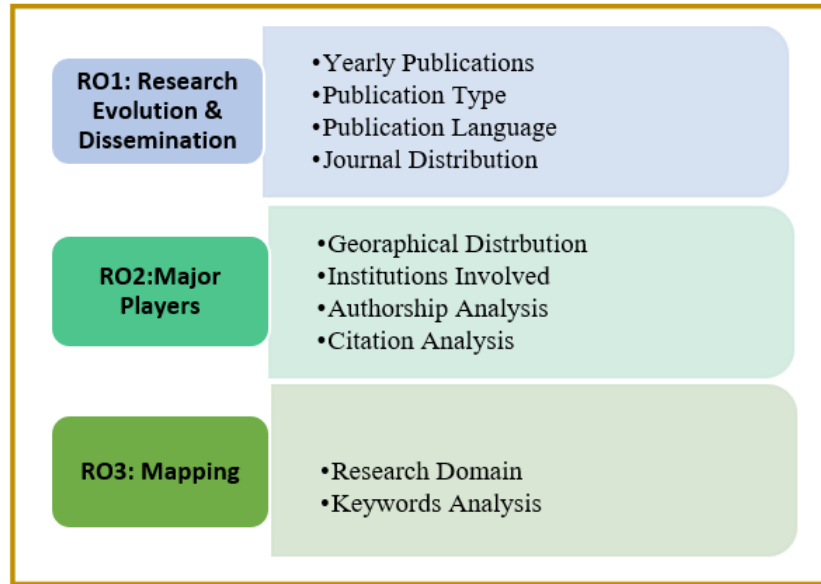 RO1: Research
Evolution &
Dissemination
•Yearly Publications
•Publication Type
•Publication Language
•Journal Distribution
RO2:Major
Players
•Georaphical Distrbution
•Institutions Involved
•Authorship Analysis
•Citation Analysis
RO3: Mapping
•Research Domain
•Keywords Analysis